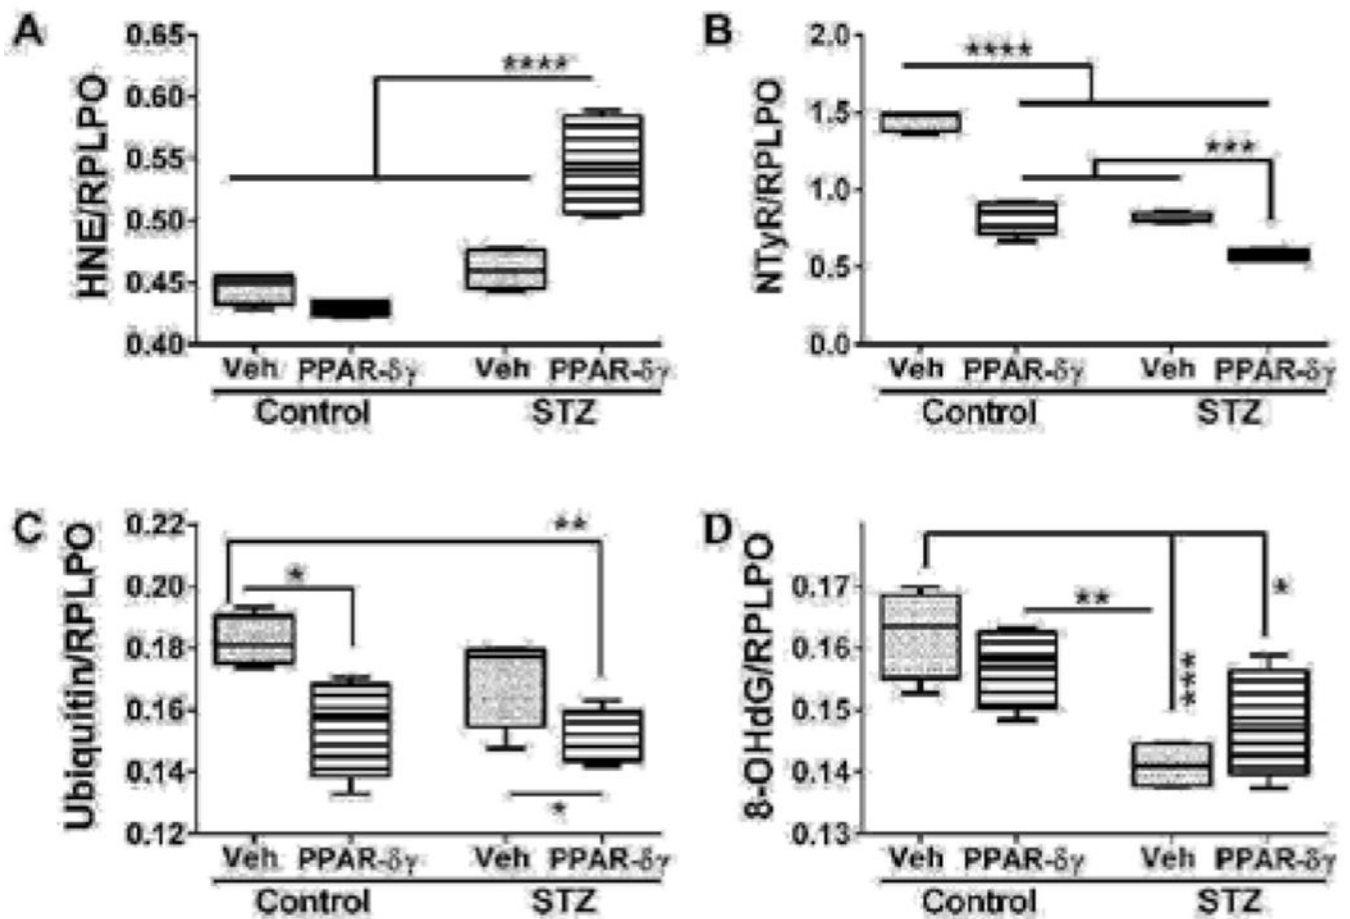 A
HNE/RPLPO
0.65
0.60
0.55
0.50
0.45
0.40
****
Veh PPAR-δγ Veh PPAR-δγ
Control STZ
B
NTyR/RPLPO
2.0
1.5
1.0
0.5
0.0
****
***
Veh PPAR-δγ Veh PPAR-δγ
Control STZ
C
Ubiquitin/RPLPO
0.22
0.20
0.18
0.16
0.14
0.12
**
*
*
Veh PPAR-δγ Veh PPAR-δγ
Control STZ
D
8-OHdG/RPLPO
0.17
0.16
0.15
0.14
0.13
**
*
***
Veh PPAR-δγ Veh PPAR-δγ
Control STZ